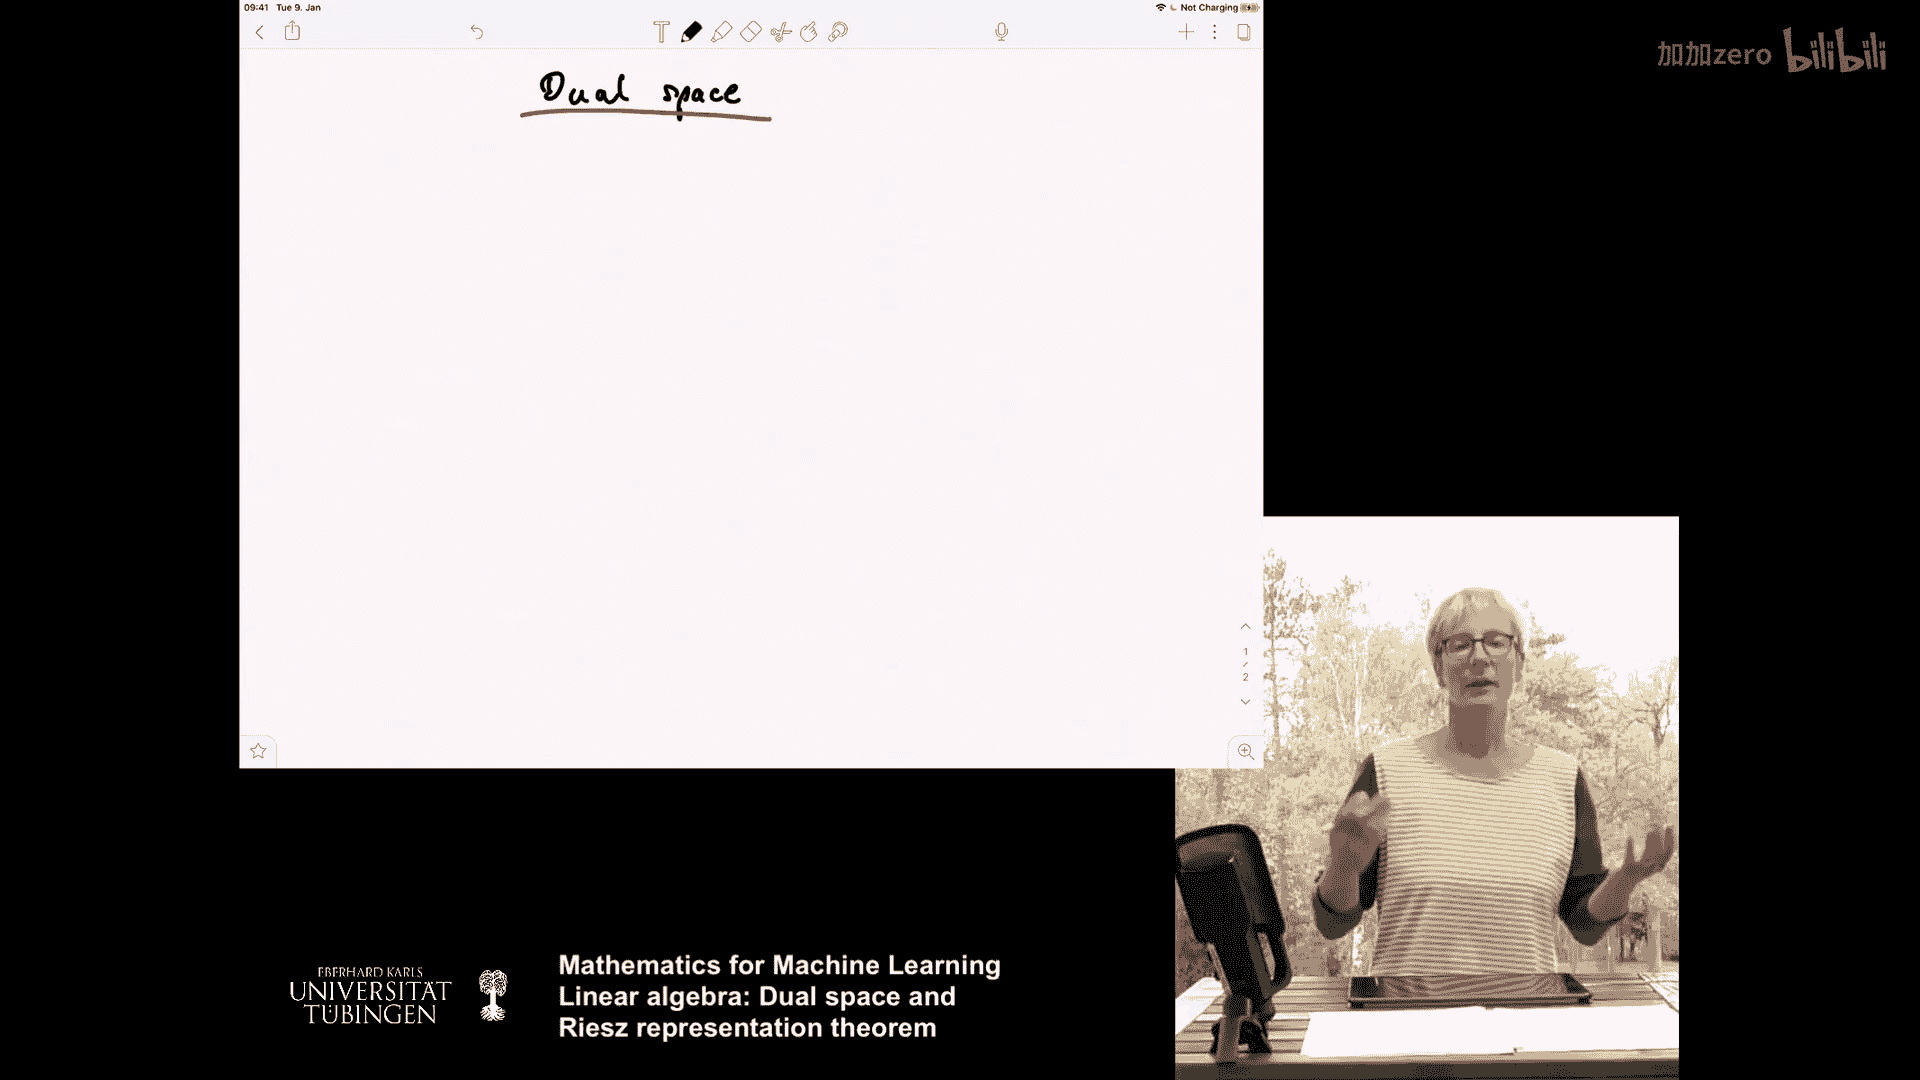 09:41 Tue 9. Jan
Not Charging
加加zero bilibili
Dual space
1
/
2
EBERHARD KARLS
UNIVERSITÄT
TÜBINGEN
Mathematics for Machine Learning
Linear algebra: Dual space and
Riesz representation theorem